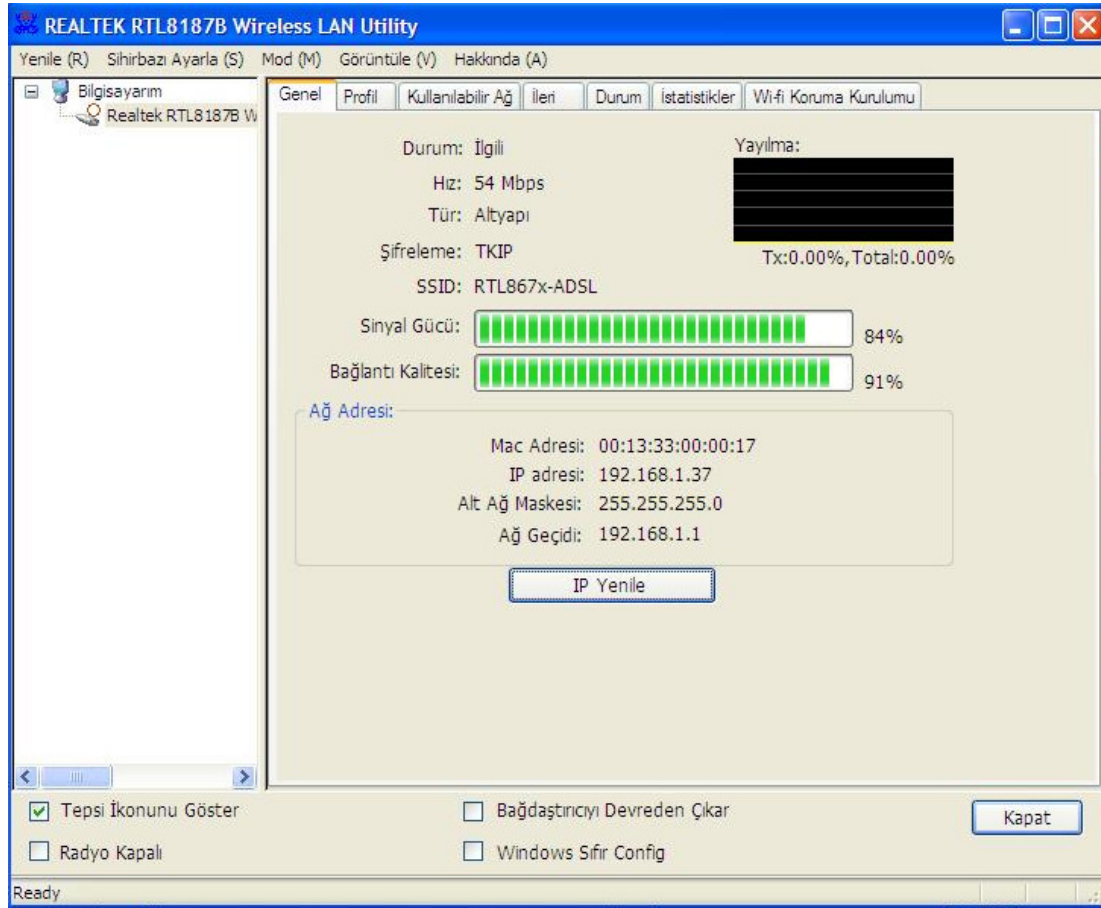 REALTEK RTL8187B Wireless LAN Utility
Yenile (R) Sihirbazı Ayarla (S) Mod (M) Görüntüle (V) Hakkında (A)
Bilgisayarım
Realtek RTL8187B W
Genel Profil Kullanılabilir Ağ İleri Durum İstatistikler Wi-fi Koruma Kurulumu
Durum: İlgili
Hız: 54 Mbps
Tür: Altyapı
Şifreleme: TKIP
SSID: RTL867x-ADSL
Yayılma:
Tx:0.00%,Total:0.00%
Sinyal Gücü: 84%
Bağlantı Kalitesi: 91%
Ağ Adresi:
Mac Adresi: 00:13:33:00:00:17
IP adresi: 192.168.1.37
Alt Ağ Maskesi: 255.255.255.0
Ağ Geçidi: 192.168.1.1
IP Yenile
Tepsi İkonunu Göster
Bağdaştırıcıyı Devreden Çıkar
Radyo Kapalı
Windows Sıfır Config
Kapat
Ready